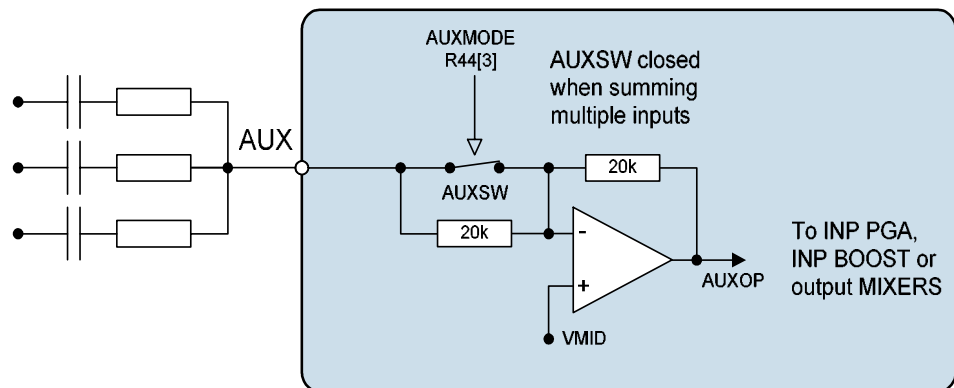 AUXMODE
R44[3]
AUXSW closed
when summing
multiple inputs
AUX
AUXSW
20k
20k
-
+
VMID
AUXOP
To INP PGA,
INP BOOST or
output MIXERS